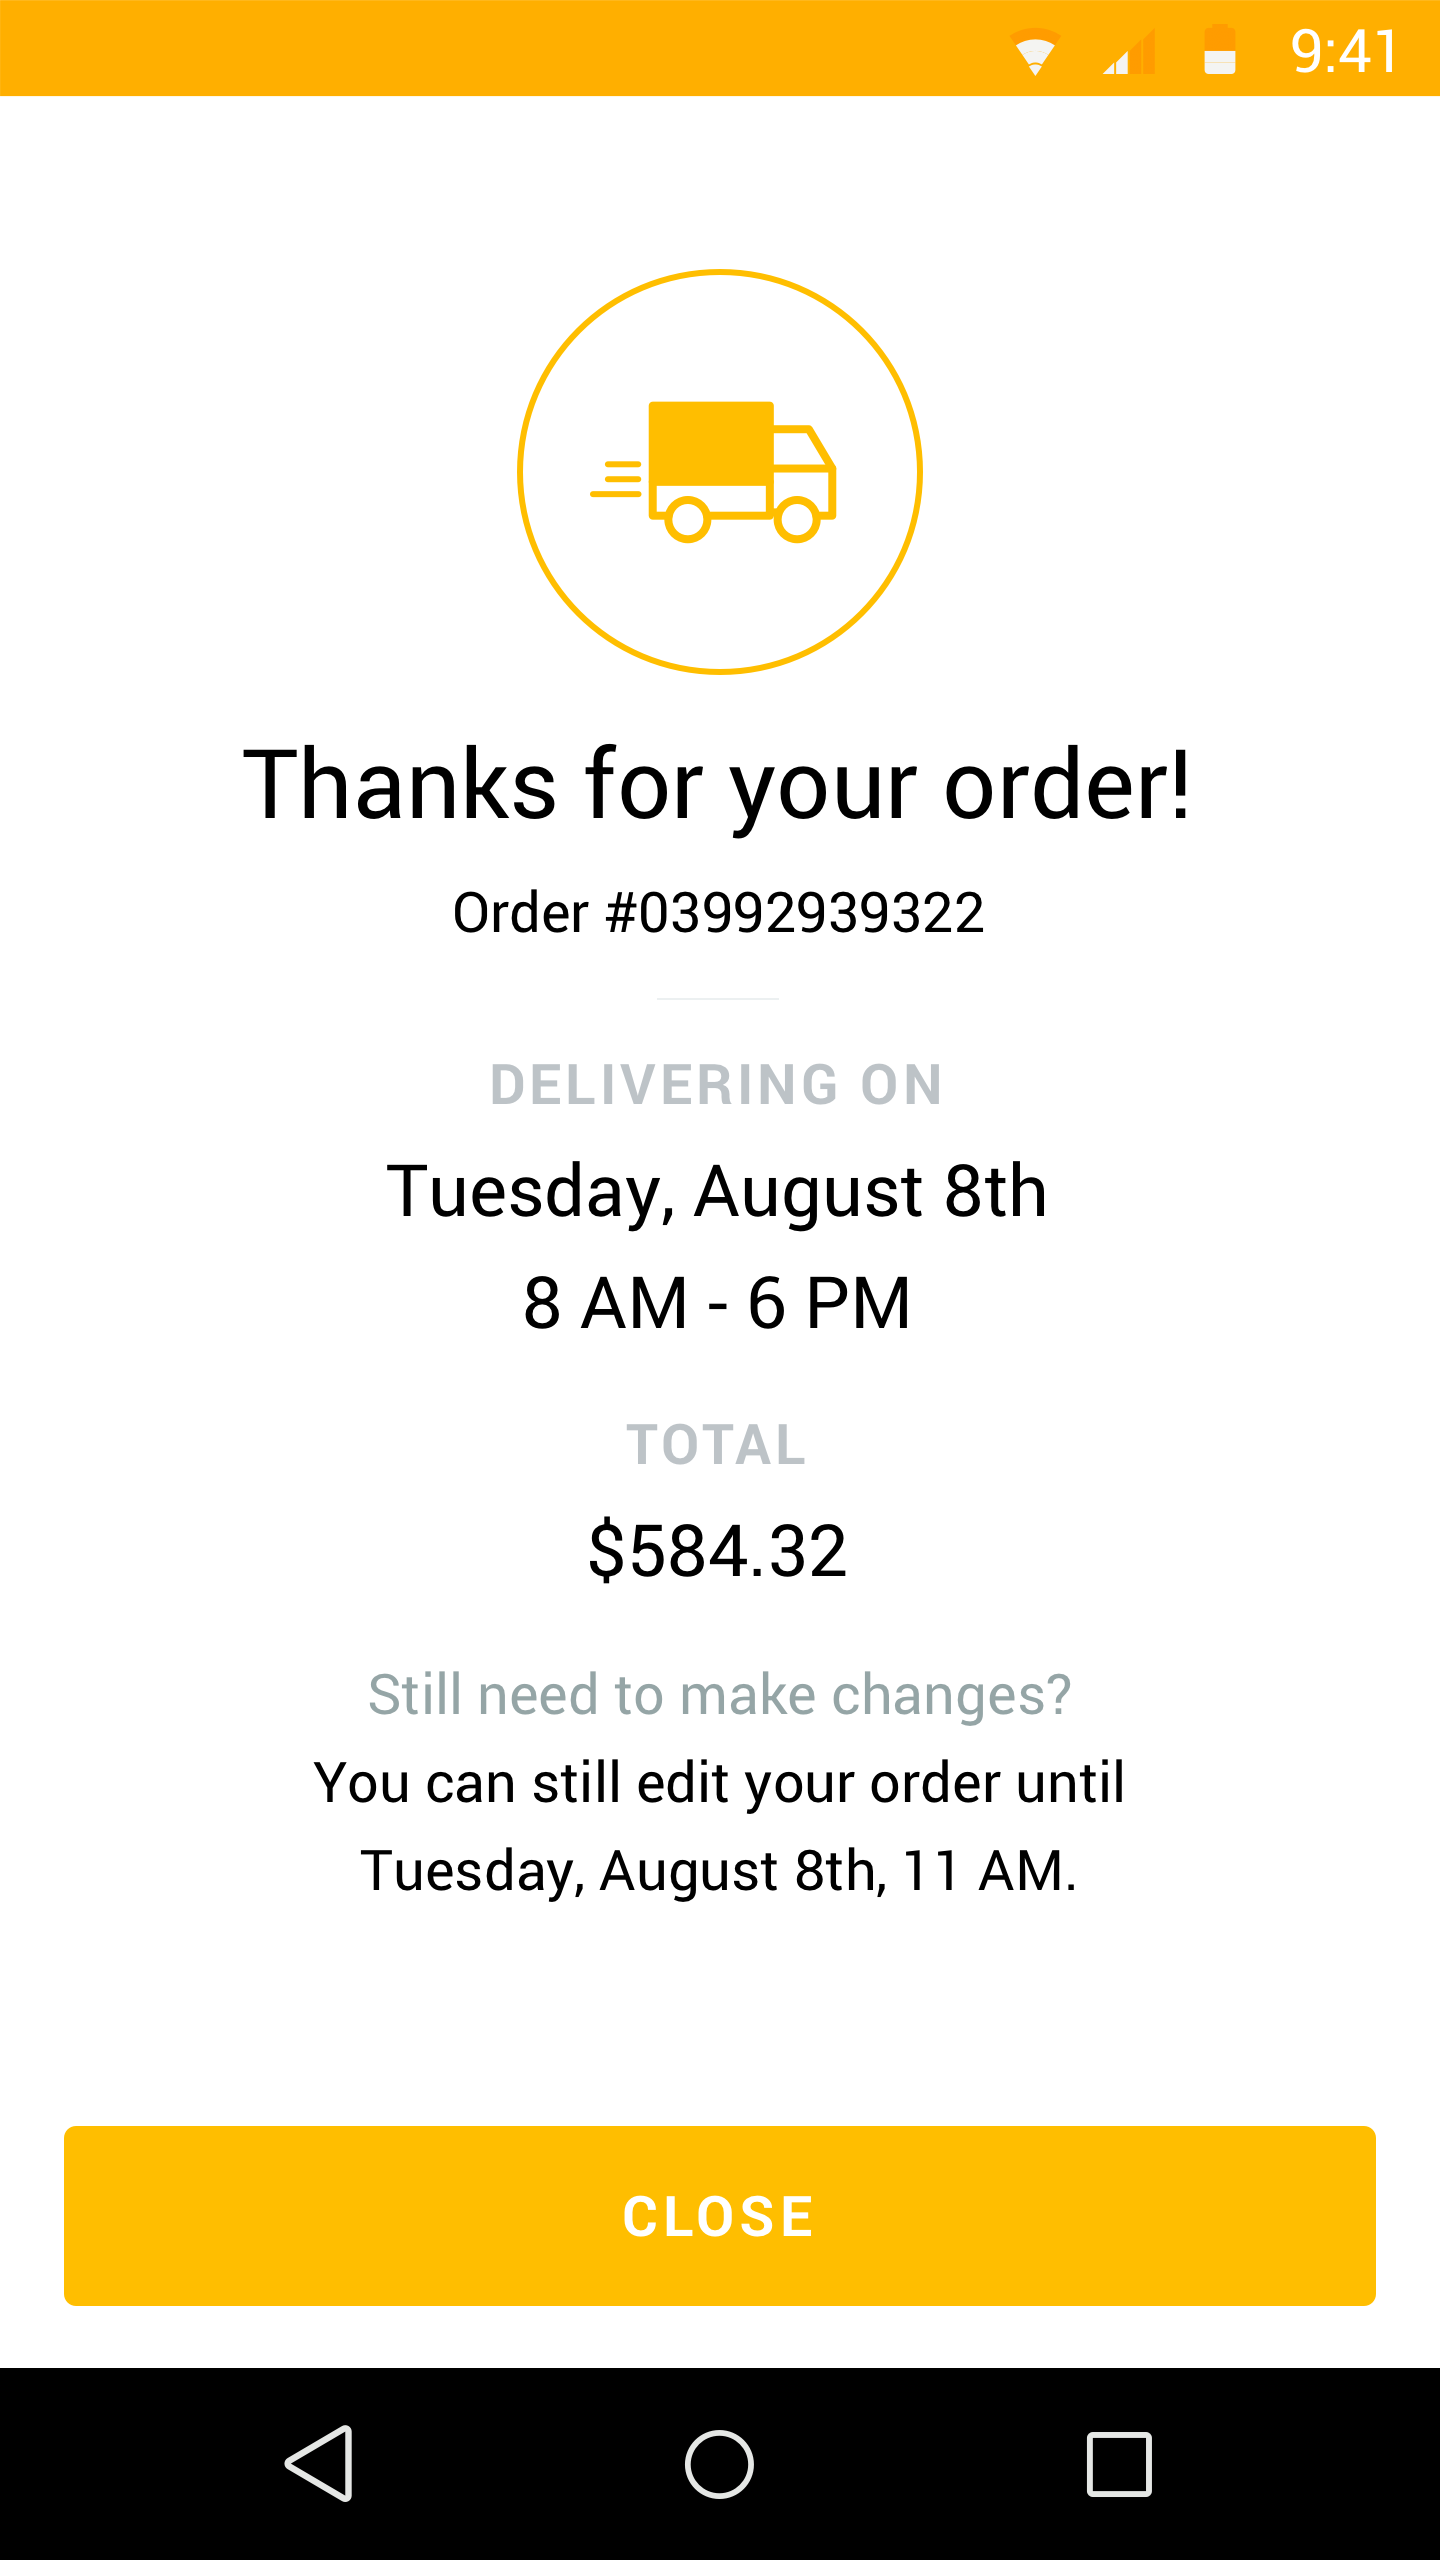 9:41
Thanks for your order!
Order #03992939322
DELIVERING ON
Tuesday, August 8th
8 AM - 6 PM
TOTAL
$584.32
Still need to make changes?
You can still edit your order until
Tuesday, August 8th, 11 AM.
CLOSE